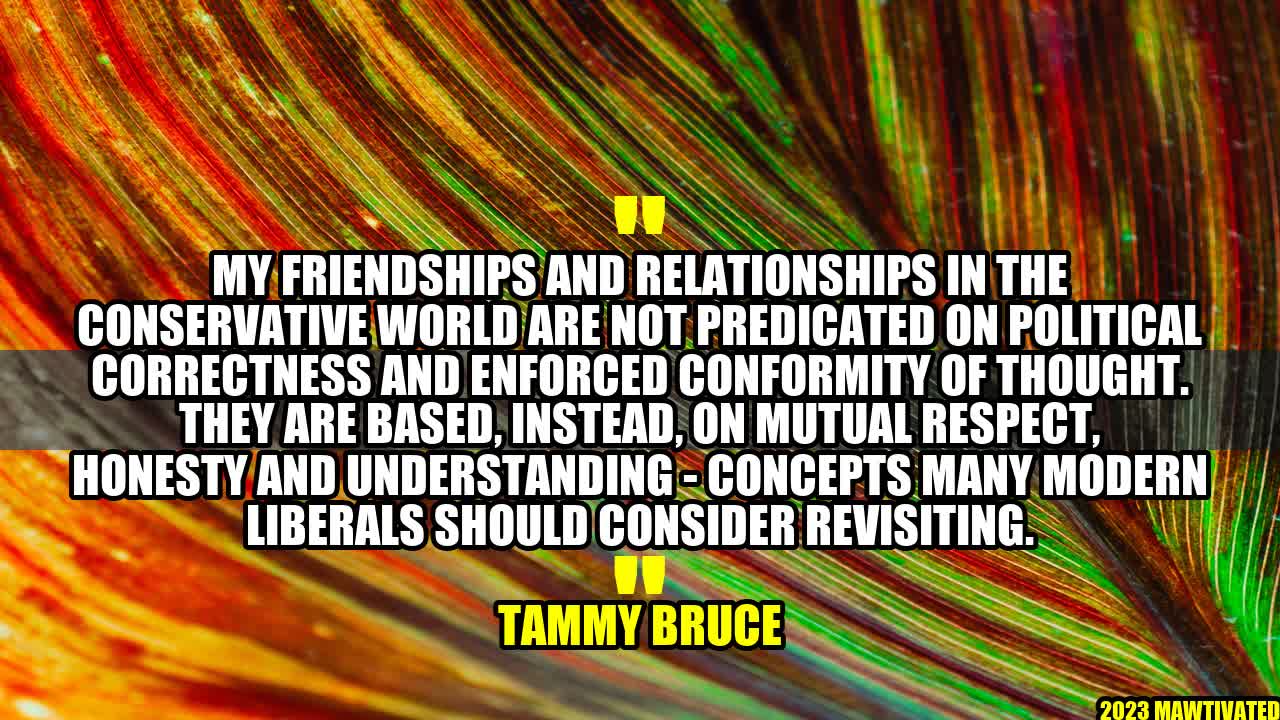 "
MY FRIENDSHIPS AND RELATIONSHIPS IN THE
CONSERVATIVE WORLD ARE NOT PREDICATED ON POLITICAL
CORRECTNESS AND ENFORCED CONFORMITY OF THOUGHT.
THEY ARE BASED, INSTEAD, ON MUTUAL RESPECT,
HONESTY AND UNDERSTANDING - CONCEPTS MANY MODERN
LIBERALS SHOULD CONSIDER REVISITING.
"
TAMMY BRUCE
2023 MAWTIVATED